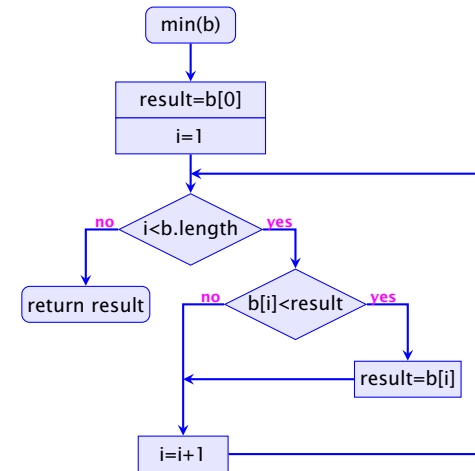 min(b)
result=b[0]
i=1
i<b.length
no
yes
return result
b[i]<result
no
yes
result=b[i]
i=i+1